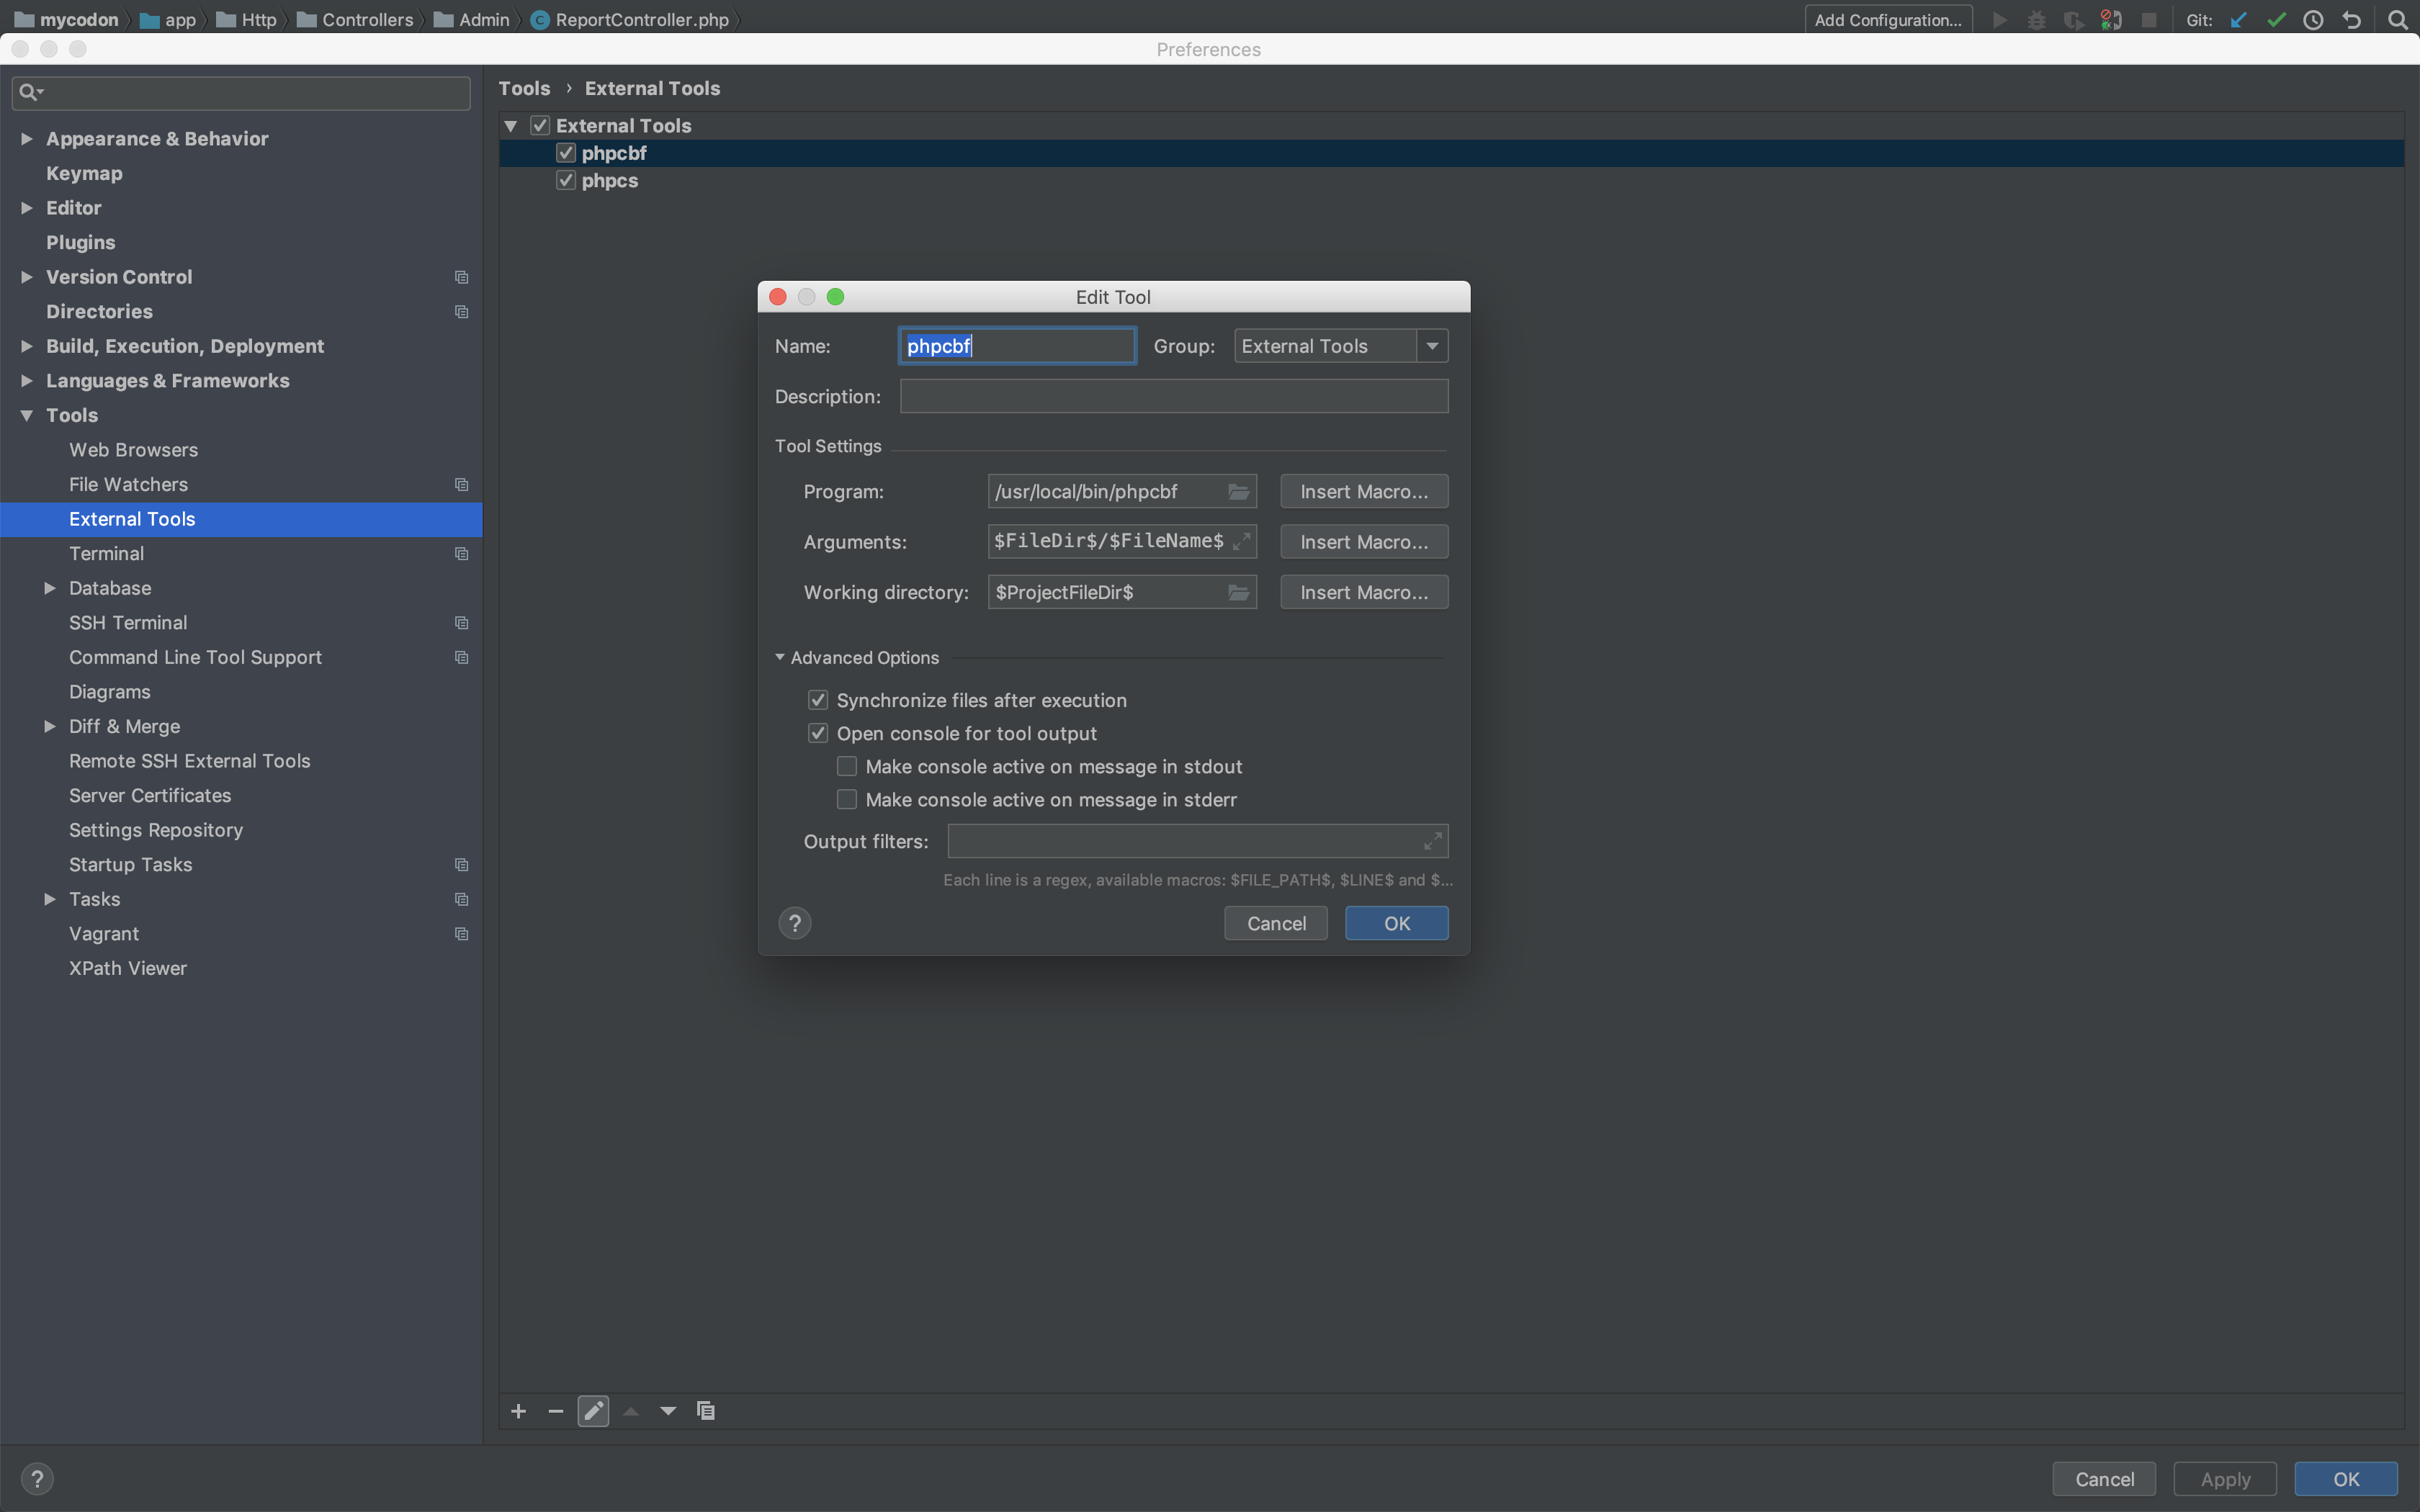 mycodon app Http Controllers Admin ReportController.php Add Configuration... Git:
Preferences
Tools › External Tools
Appearance & Behavior
Keymap
Editor
Plugins
Version Control
Directories
Build, Execution, Deployment
Languages & Frameworks
Tools
Web Browsers
File Watchers
External Tools
Terminal
Database
SSH Terminal
Command Line Tool Support
Diagrams
Diff & Merge
Remote SSH External Tools
Server Certificates
Settings Repository
Startup Tasks
Tasks
Vagrant
XPath Viewer
External Tools
phpcbf
phpcs
Edit Tool
Name: phpcbf Group: External Tools
Description:
Tool Settings
Program: /usr/local/bin/phpcbf Insert Macro...
Arguments: $FileDir$/$FileName$ Insert Macro...
Working directory: $ProjectFileDir$ Insert Macro...
Advanced Options
Synchronize files after execution
Open console for tool output
Make console active on message in stdout
Make console active on message in stderr
Output filters:
Each line is a regex, available macros: $FILE_PATH$, $LINE$ and $...
? Cancel OK
? Cancel Apply OK